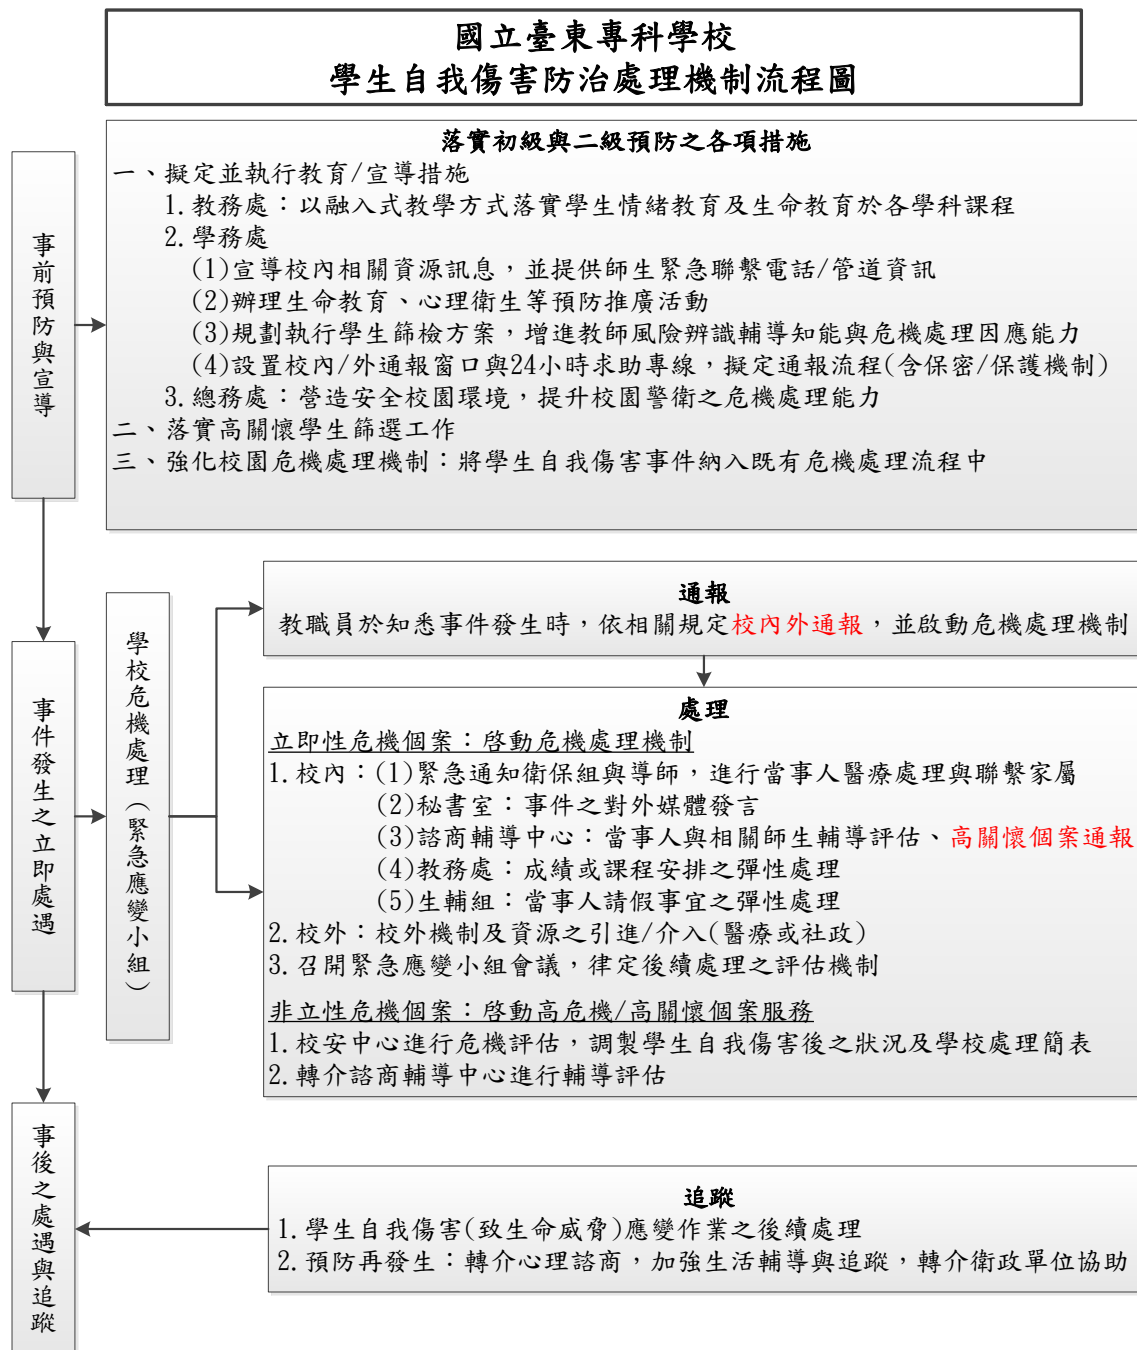 國立臺東專科學校
學生自我傷害防治處理機制流程圖
事前預防與宣導
落實初級與二級預防之各項措施
一、擬定並執行教育/宣導措施
1.教務處：以融入式教學方式落實學生情緒教育及生命教育於各學科課程
2.學務處
(1)宣導校內相關資源訊息，並提供師生緊急聯繫電話/管道資訊
(2)辦理生命教育、心理衛生等預防推廣活動
(3)規劃執行學生篩檢方案，增進教師風險辨識輔導知能與危機處理因應能力
(4)設置校內/外通報窗口與24小時求助專線，擬定通報流程(含保密/保護機制)
3.總務處：營造安全校園環境，提升校園警衛之危機處理能力
二、落實高關懷學生篩選工作
三、強化校園危機處理機制：將學生自我傷害事件納入既有危機處理流程中
事件發生之立即處遇
學校危機處理（緊急應變小組）
通報
教職員於知悉事件發生時，依相關規定校內外通報，並啟動危機處理機制
處理
立即性危機個案：啓動危機處理機制
1.校內：(1)緊急通知衛保組與導師，進行當事人醫療處理與聯繫家屬
(2)秘書室：事件之對外媒體發言
(3)諮商輔導中心：當事人與相關師生輔導評估、高關懷個案通報
(4)教務處：成績或課程安排之彈性處理
(5)生輔組：當事人請假事宜之彈性處理
2.校外：校外機制及資源之引進/介入(醫療或社政)
3.召開緊急應變小組會議，律定後續處理之評估機制
非立性危機個案：啓動高危機/高關懷個案服務
1.校安中心進行危機評估，調製學生自我傷害後之狀況及學校處理簡表
2.轉介諮商輔導中心進行輔導評估
事後之處遇與追蹤
追蹤
1.學生自我傷害(致生命威脅)應變作業之後續處理
2.預防再發生：轉介心理諮商，加強生活輔導與追蹤，轉介衛政單位協助